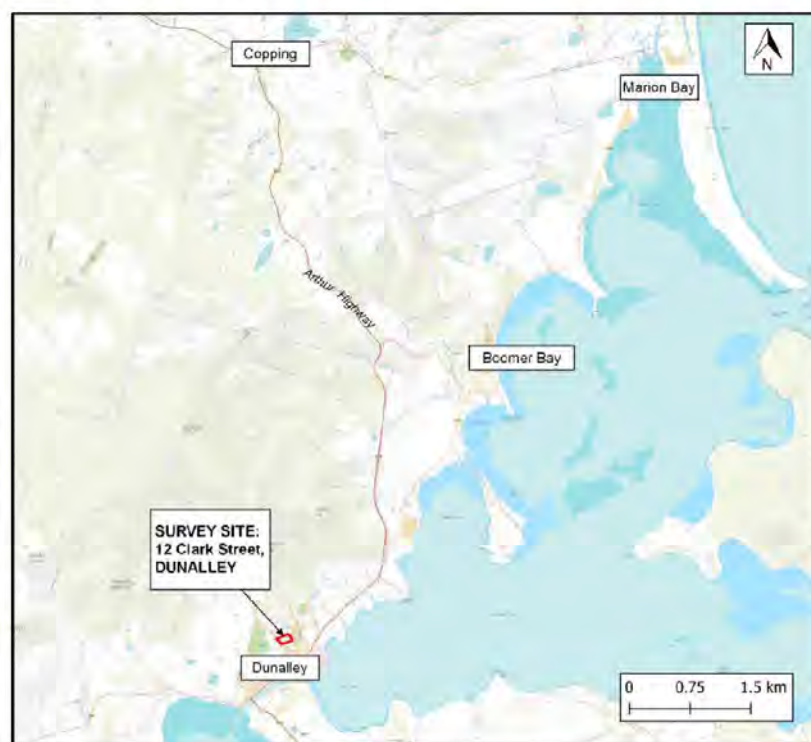 Copping
N
Marion Bay
Arthur Highway
Boomer Bay
SURVEY SITE:
12 Clark Street,
DUNALLEY
Dunalley
0 0.75 1.5 km